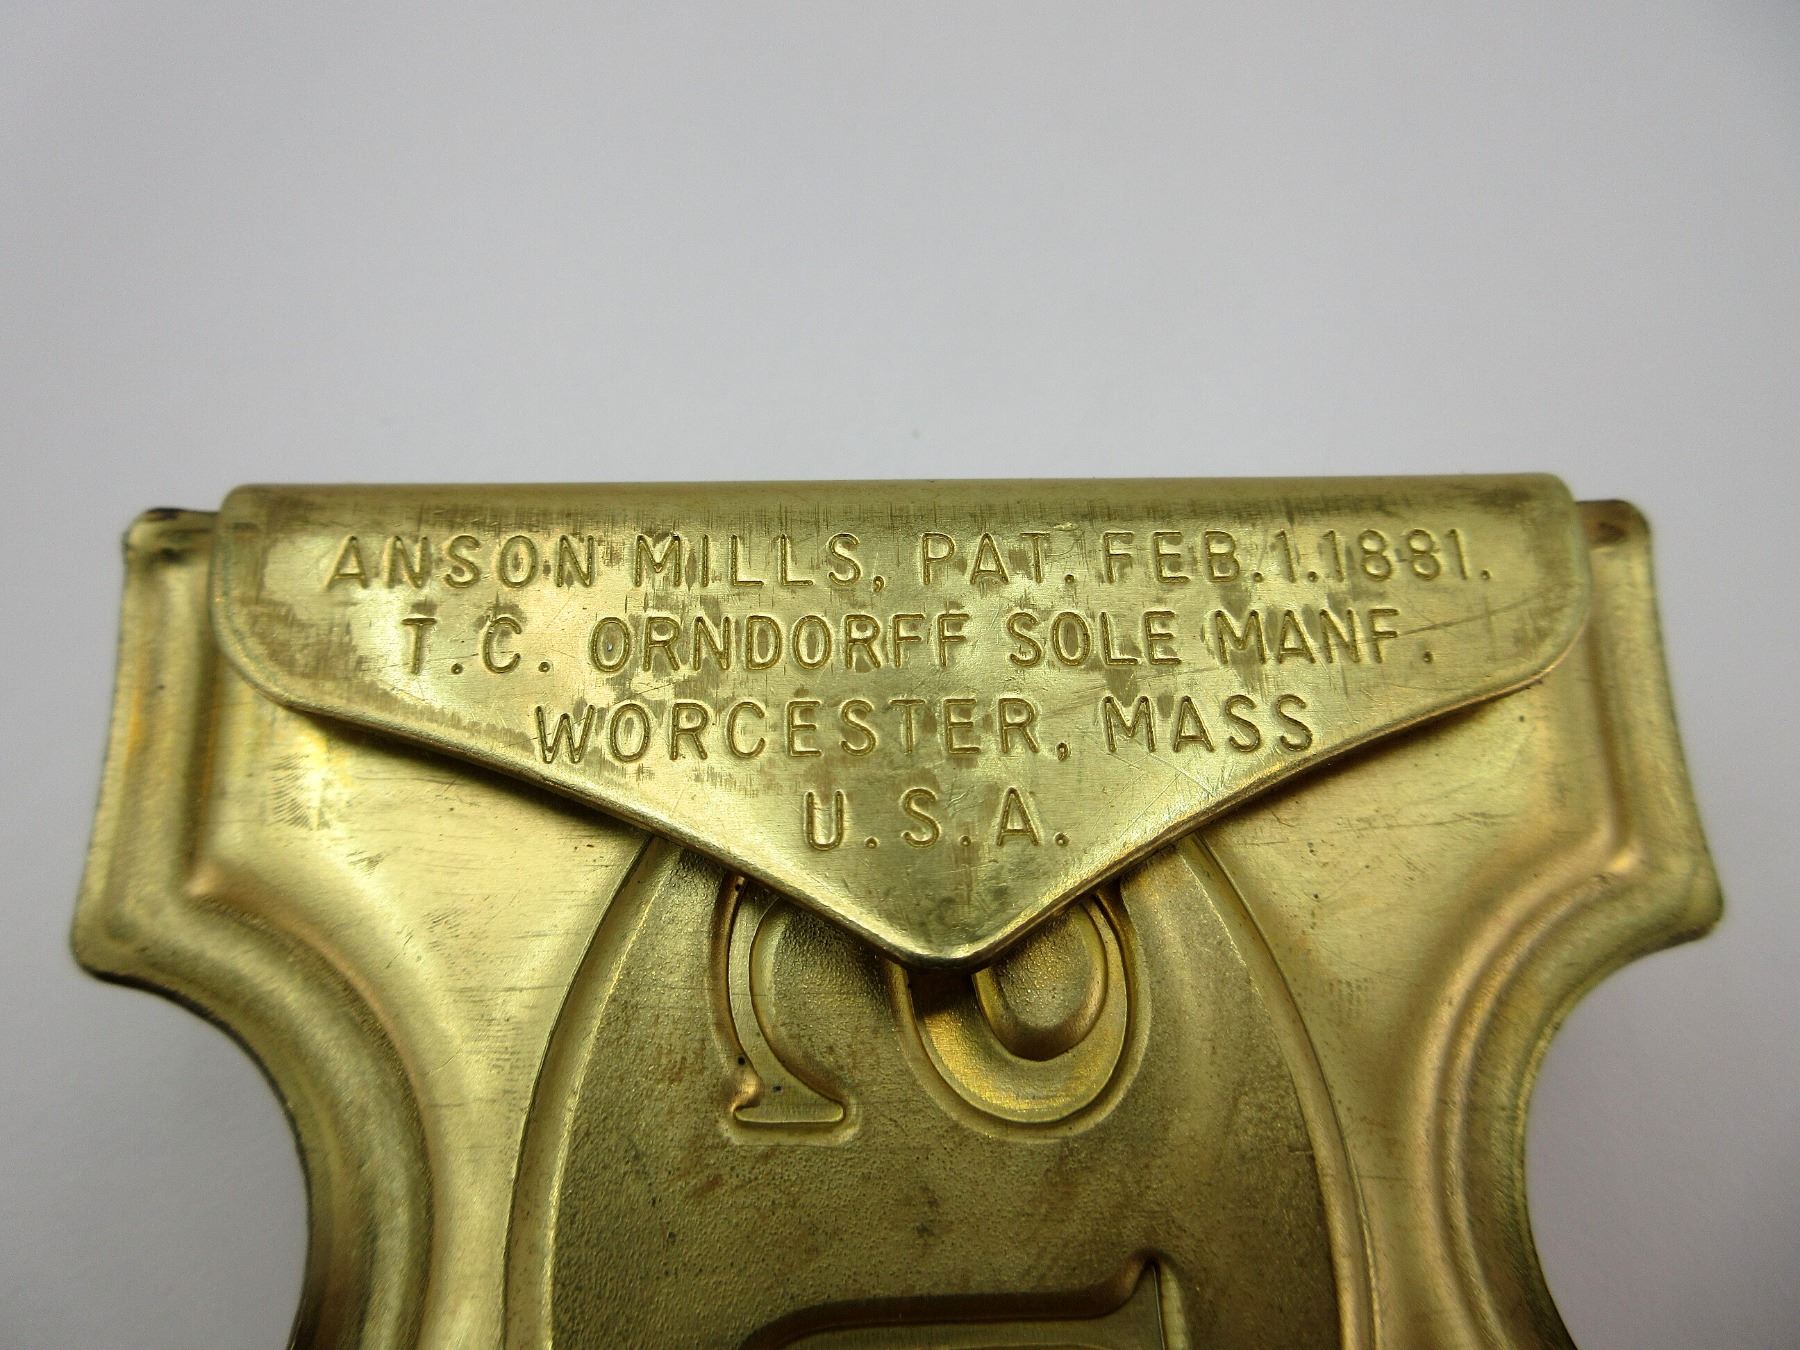 ANSON MILLS, PAT. FEB. 1. 1881.
T. C. ORNDORFF SOLE MANF.
WORCESTER, MASS
U.S.A.